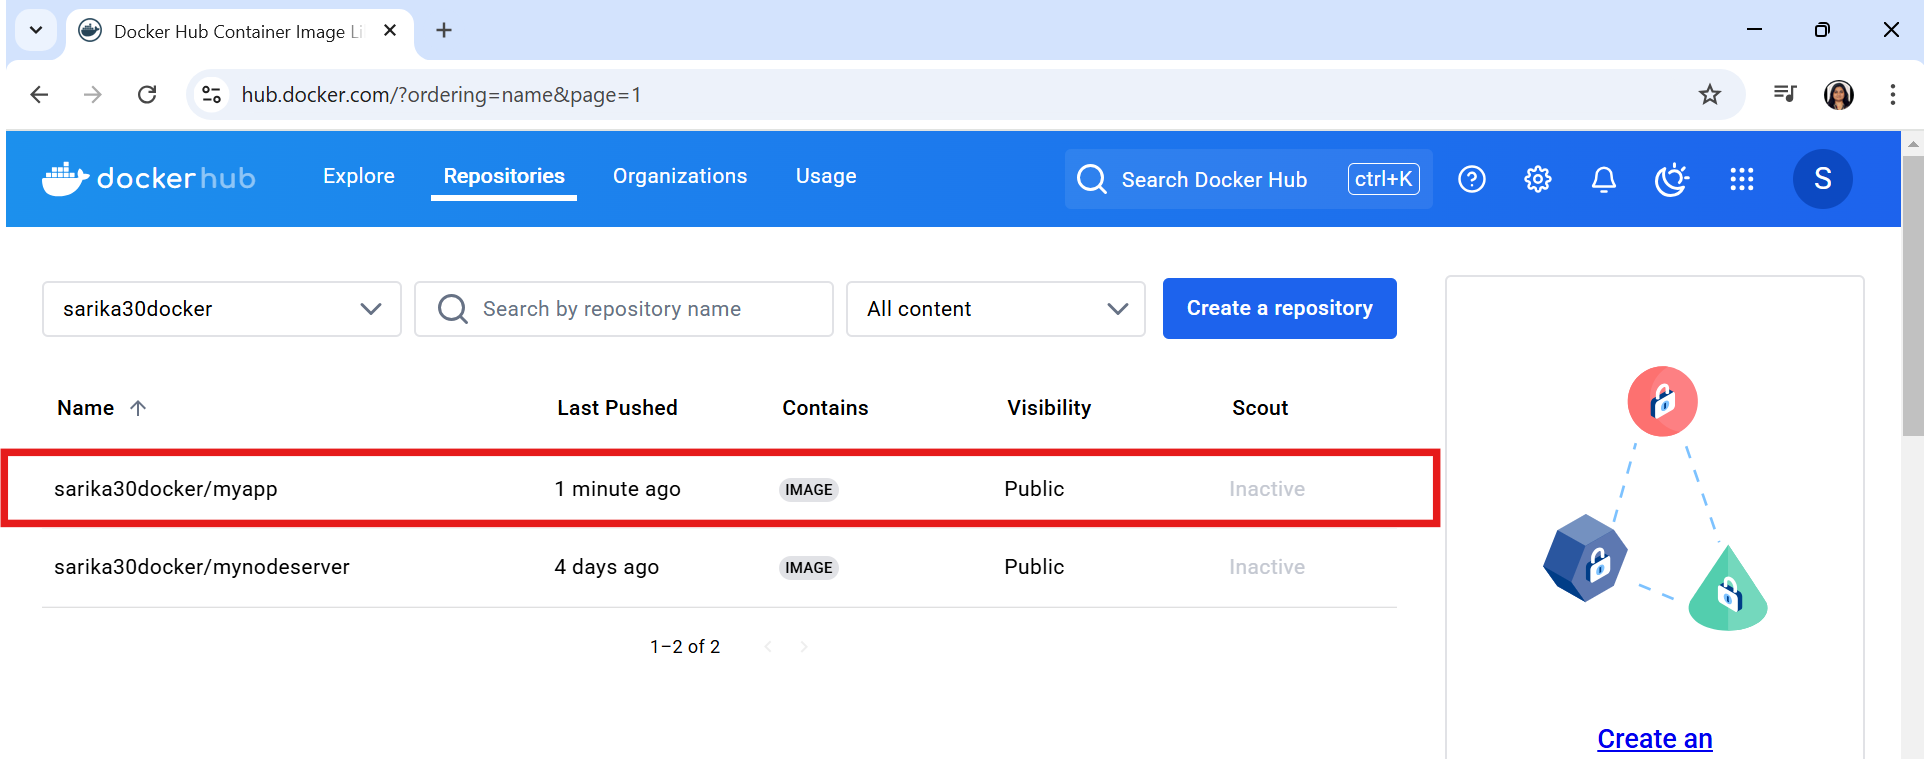 Docker Hub Container Image Li
hub.docker.com/?ordering=name&page=1
dockerhub Explore Repositories Organizations Usage Search Docker Hub ctrl+K S
sarika30docker Search by repository name All content Create a repository
Name Last Pushed Contains Visibility Scout
sarika30docker/myapp 1 minute ago IMAGE Public Inactive
sarika30docker/mynodeserver 4 days ago IMAGE Public Inactive
1–2 of 2
Create an